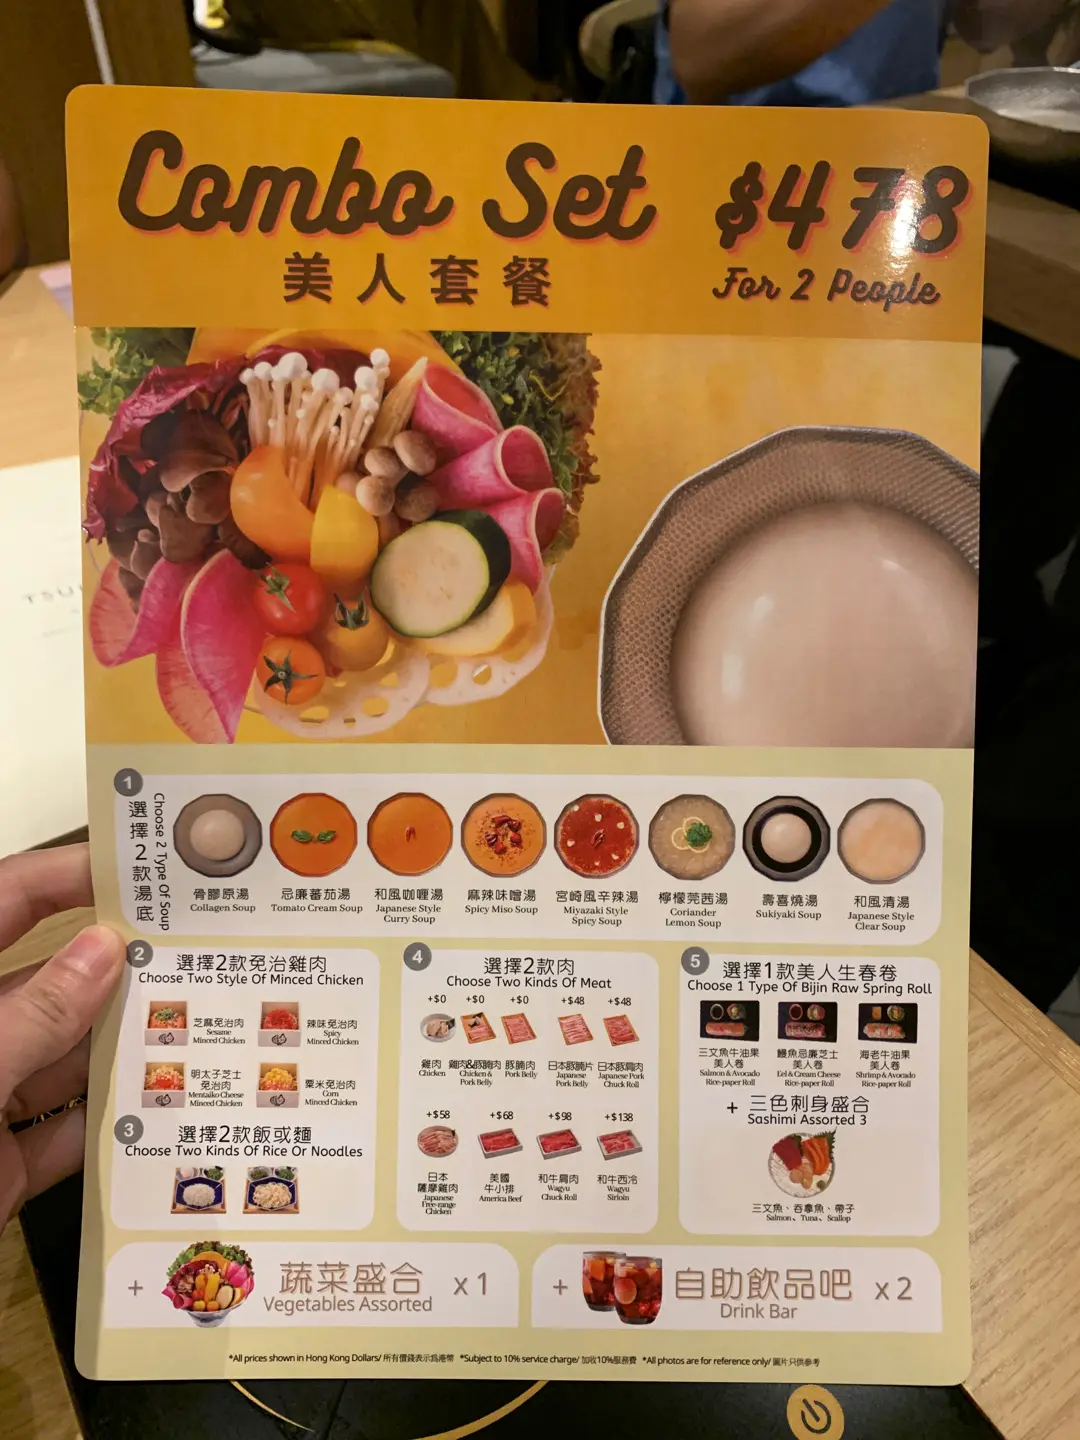 Combo Set $478
美人套餐
For 2 People
1
選擇2款湯底
Choose 2 Type Of Soup
骨膠原湯
Collagen Soup
忌廉蕃茄湯
Tomato Cream Soup
和風咖喱湯
Japanese Style
Curry Soup
麻辣味噌湯
Spicy Miso Soup
宮崎風辛辣湯
Miyazaki Style
Spicy Soup
檸檬莞茜湯
Coriander
Lemon Soup
壽喜燒湯
Sukiyaki Soup
和風清湯
Japanese Style
Clear Soup
2
選擇2款免治雞肉
Choose Two Style Of Minced Chicken
芝麻免治肉
Sesame
Minced Chicken
辣味免治肉
Spicy
Minced Chicken
明太子芝士
免治肉
Mentaiko Cheese
Minced Chicken
粟米免治肉
Corn
Minced Chicken
3
選擇2款飯或麵
Choose Two Kinds Of Rice Or Noodles
4
選擇2款肉
Choose Two Kinds Of Meat
+$0
+$0
+$0
+$48
+$48
雞肉
Chicken
雞肉&豚腩肉
Chicken &
Pork Belly
豚腩肉
Pork Belly
日本豚腩片
Japanese
Pork Belly
日本豚肩肉
Japanese Pork
Chuck Roll
+$58
+$68
+$98
+$138
日本
薩摩雞肉
Japanese
Free-range
Chicken
美國
牛小排
America Beef
和牛肩肉
Wagyu
Chuck Roll
和牛西冷
Wagyu
Sirloin
5
選擇1款美人生春卷
Choose 1 Type Of Bijin Raw Spring Roll
三文魚牛油果
美人卷
Salmon & Avocado
Rice-paper Roll
鰻魚忌廉芝士
美人卷
Eel & Cream Cheese
Rice-paper Roll
海老牛油果
美人卷
Shrimp & Avocado
Rice-paper Roll
+ 三色刺身盛合
Sashimi Assorted 3
三文魚、吞拿魚、帶子
Salmon、Tuna、Scallop
+ 蔬菜盛合 x 1
Vegetables Assorted
+ 自助飲品吧 x 2
Drink Bar
*All prices shown in Hong Kong Dollars/ 所有價錢表示為港幣 *Subject to 10% service charge/ 加收10%服務費 *All photos are for reference only/ 圖片只供參考